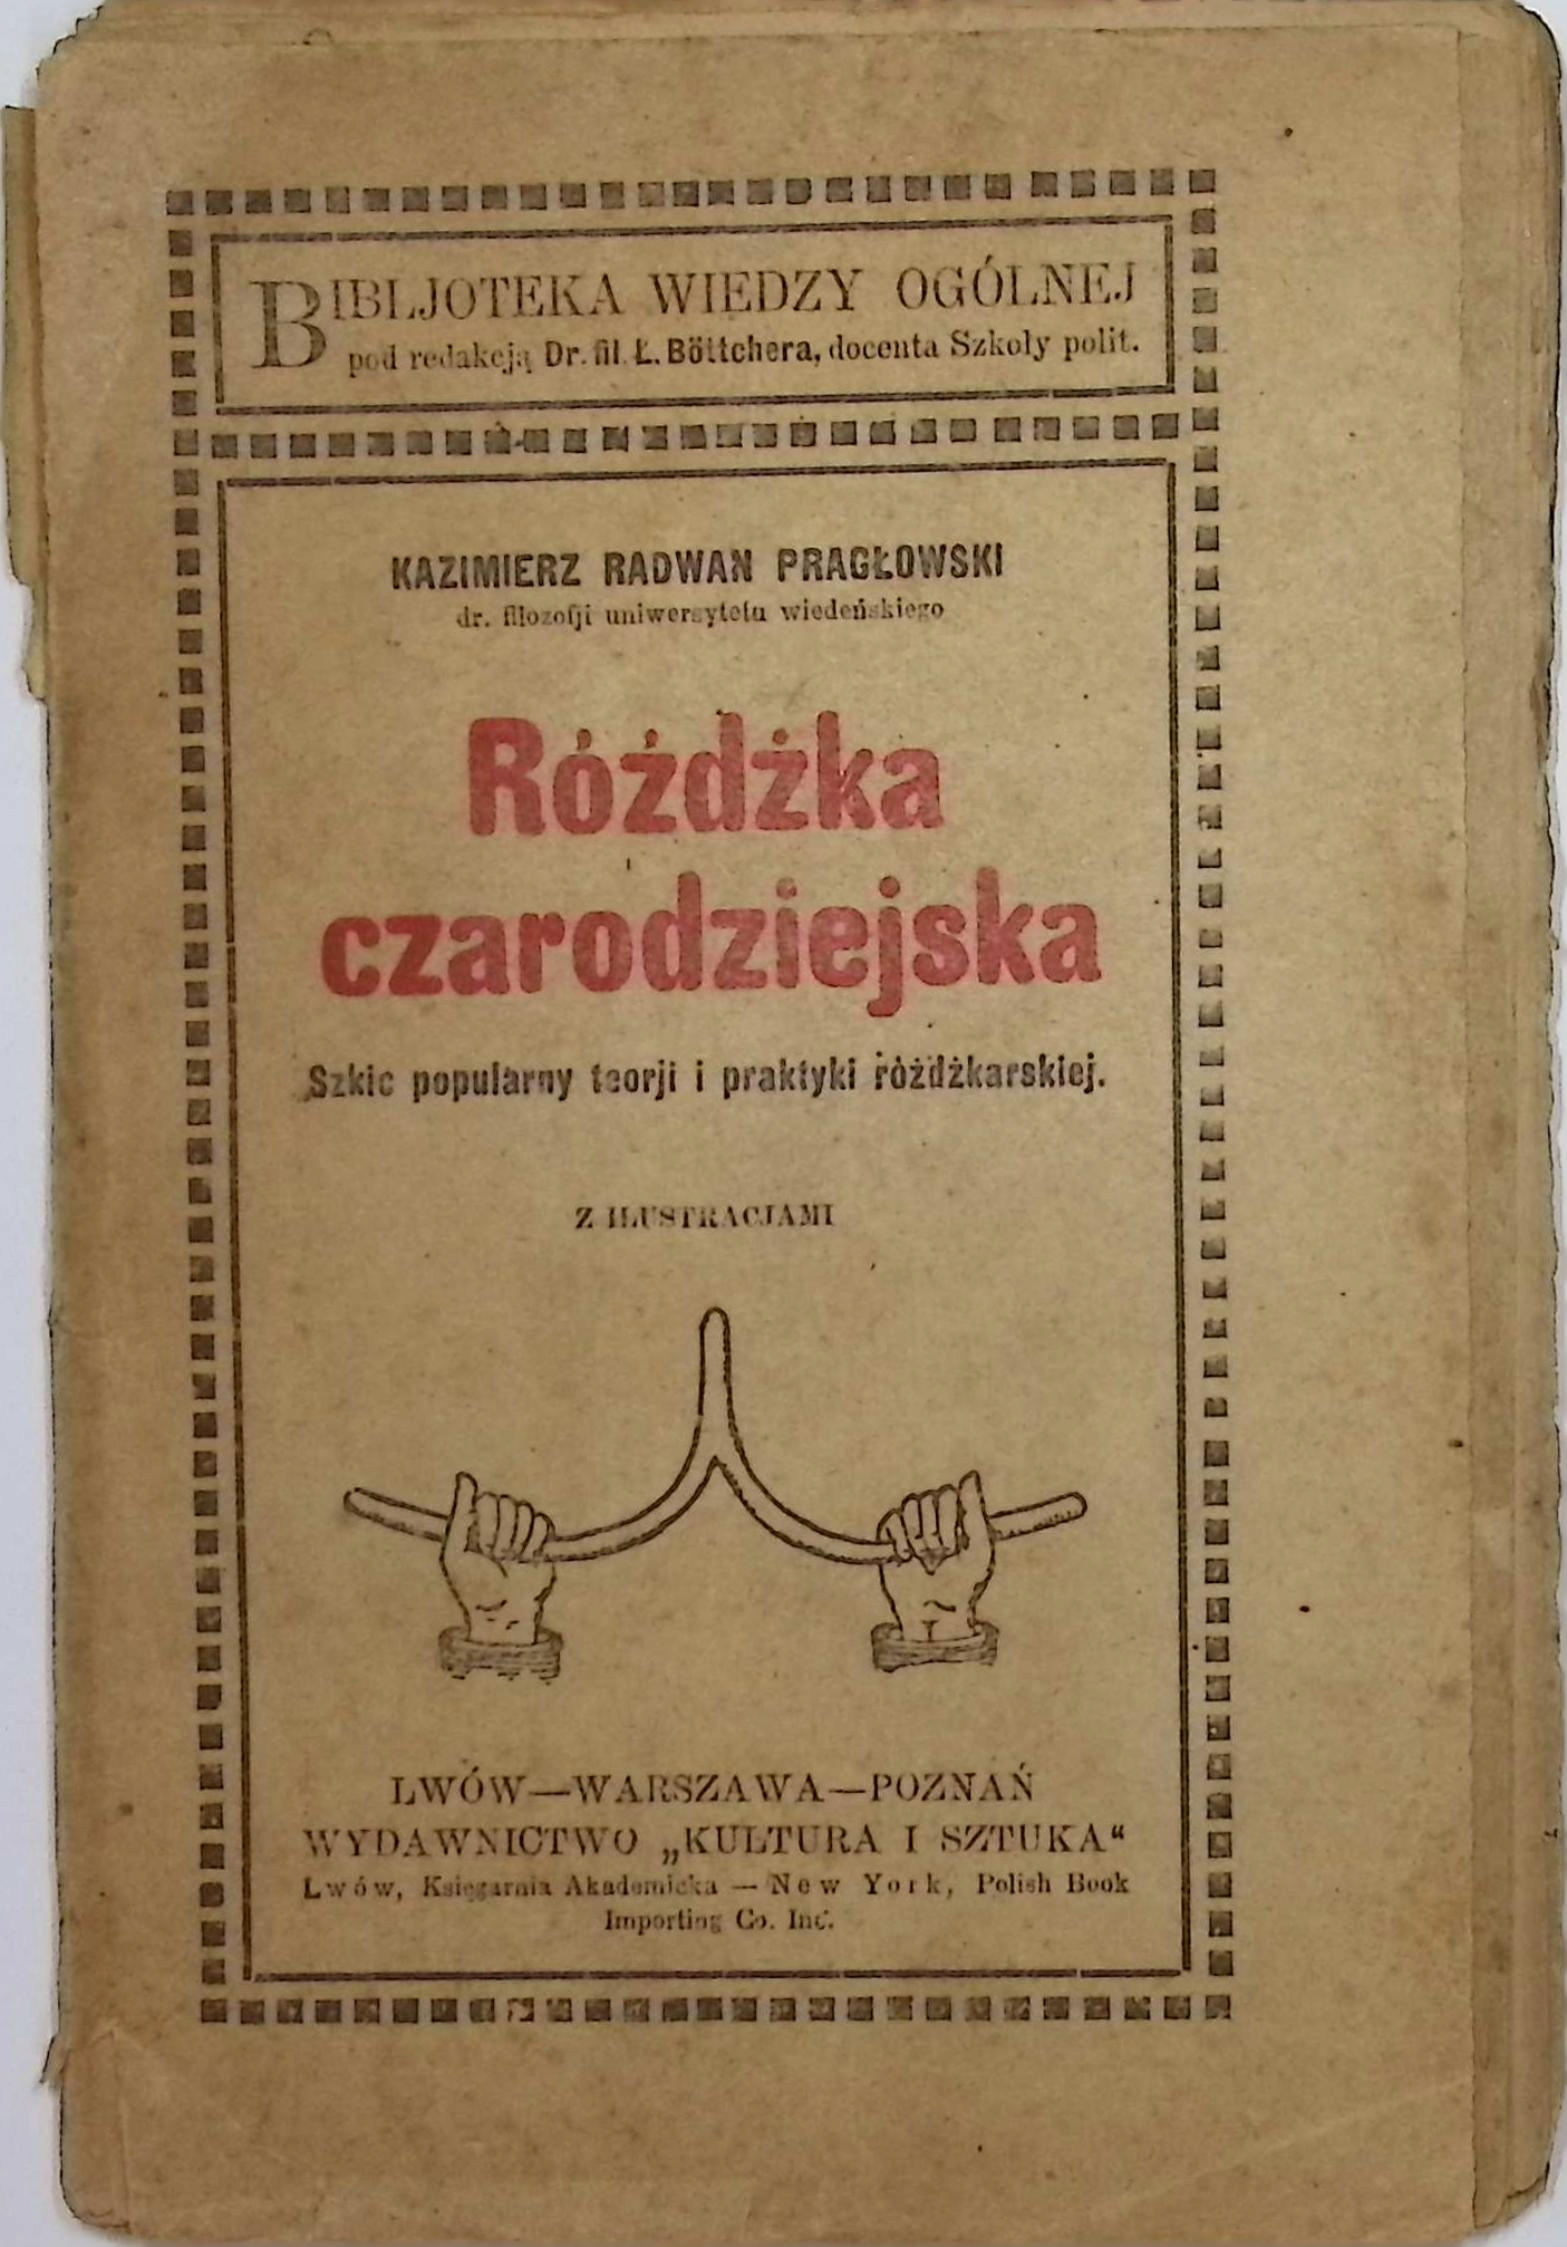 BIBLJOTEKA WIEDZY OGÓLNEJ
pod redakcją Dr. fil. Ł. Böttchera, docenta Szkoły polit.
KAZIMIERZ RADWAN PRAGŁOWSKI
dr. filozofji uniwersytetu wiedeńskiego
Różdżka
czarodziejska
Szkic popularny teorji i praktyki różdżkarskiej.
Z ILUSTRACJAMI
LWÓW—WARSZAWA—POZNAŃ
WYDAWNICTWO „KULTURA I SZTUKA“
Lwów, Księgarnia Akademicka — New York, Polish Book
Importing Co. Inc.